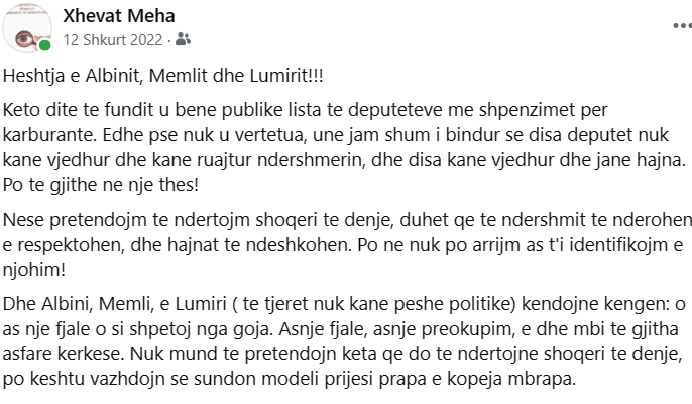 Xhevat Meha
12 Shkurt 2022 ·
Heshtja e Albinit, Memlit dhe Lumirit!!!
Keto dite te fundit u bene publike lista te deputeteve me shpenzimet per
karburante. Edhe pse nuk u vertetua, une jam shum i bindur se disa deputet nuk
kane vjedhur dhe kane ruajtur ndershmerin, dhe disa kane vjedhur dhe jane hajna.
Po te gjithe ne nje thes!
Nese pretendojm te ndertojm shoqeri te denje, duhet qe te ndershmit te nderohen
e respektohen, dhe hajnat te ndeshkohen. Po ne nuk po arrijm as t'i identifikojm e
njohim!
Dhe Albini, Memli, e Lumiri ( te tjeret nuk kane peshe politike) kendojne kengen: o
as nje fjale o si shpetoj nga goja. Asnje fjale, asnje preokupim, e dhe mbi te gjitha
asfare kerkese. Nuk mund te pretendojn keta qe do te ndertojne shoqeri te denje,
po keshtu vazhdojn se sundon modeli prijesi prapa e kopeja mbrapa.